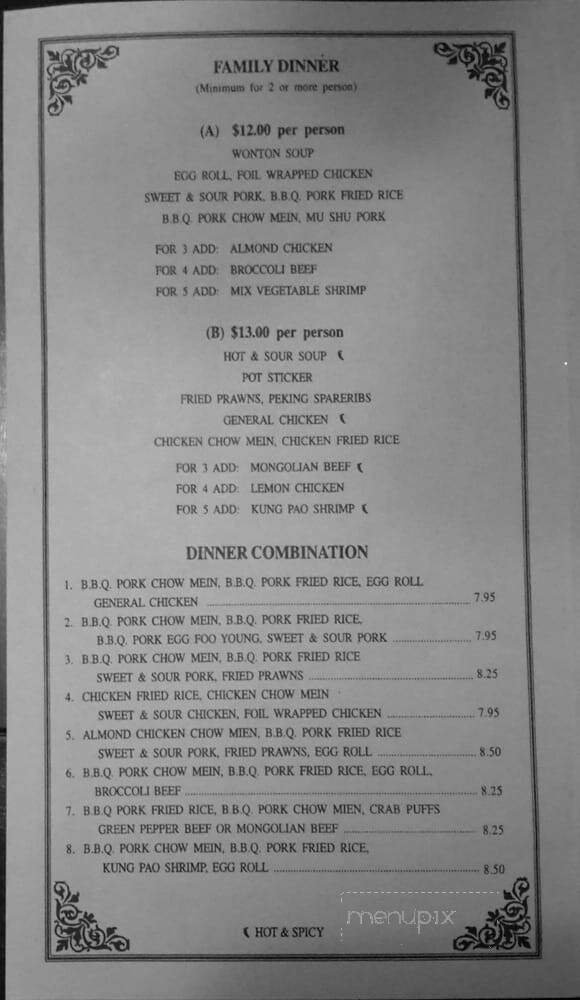 FAMILY DINNER
(Minimum for 2 or more person)
(A) $12.00 per person
WONTON SOUP
EGG ROLL, FOIL WRAPPED CHICKEN
SWEET & SOUR PORK, B.B.Q. PORK FRIED RICE
B.B.Q. PORK CHOW MEIN, MU SHU PORK
FOR 3 ADD: ALMOND CHICKEN
FOR 4 ADD: BROCCOLI BEEF
FOR 5 ADD: MIX VEGETABLE SHRIMP
(B) $13.00 per person
HOT & SOUR SOUP
POT STICKER
FRIED PRAWNS, PEKING SPARERIBS
GENERAL CHICKEN
CHICKEN CHOW MEIN, CHICKEN FRIED RICE
FOR 3 ADD: MONGOLIAN BEEF
FOR 4 ADD: LEMON CHICKEN
FOR 5 ADD: KUNG PAO SHRIMP
DINNER COMBINATION
1. B.B.Q. PORK CHOW MEIN, B.B.Q. PORK FRIED RICE, EGG ROLL
GENERAL CHICKEN 7.95
2. B.B.Q. PORK CHOW MEIN, B.B.Q. PORK FRIED RICE,
B.B.Q. PORK EGG FOO YOUNG, SWEET & SOUR PORK 7.95
3. B.B.Q. PORK CHOW MEIN, B.B.Q. PORK FRIED RICE
SWEET & SOUR PORK, FRIED PRAWNS 8.25
4. CHICKEN FRIED RICE, CHICKEN CHOW MEIN
SWEET & SOUR CHICKEN, FOIL WRAPPED CHICKEN 7.95
5. ALMOND CHICKEN CHOW MIEN, B.B.Q. PORK FRIED RICE
SWEET & SOUR PORK, FRIED PRAWNS, EGG ROLL 8.50
6. B.B.Q. PORK CHOW MEIN, B.B.Q. PORK FRIED RICE, EGG ROLL,
BROCCOLI BEEF 8.25
7. B.B.Q PORK FRIED RICE, B.B.Q. PORK CHOW MIEN, CRAB PUFFS
GREEN PEPPER BEEF OR MONGOLIAN BEEF 8.25
8. B.B.Q. PORK CHOW MEIN, B.B.Q. PORK FRIED RICE,
KUNG PAO SHRIMP, EGG ROLL 8.50
menupix
HOT & SPICY